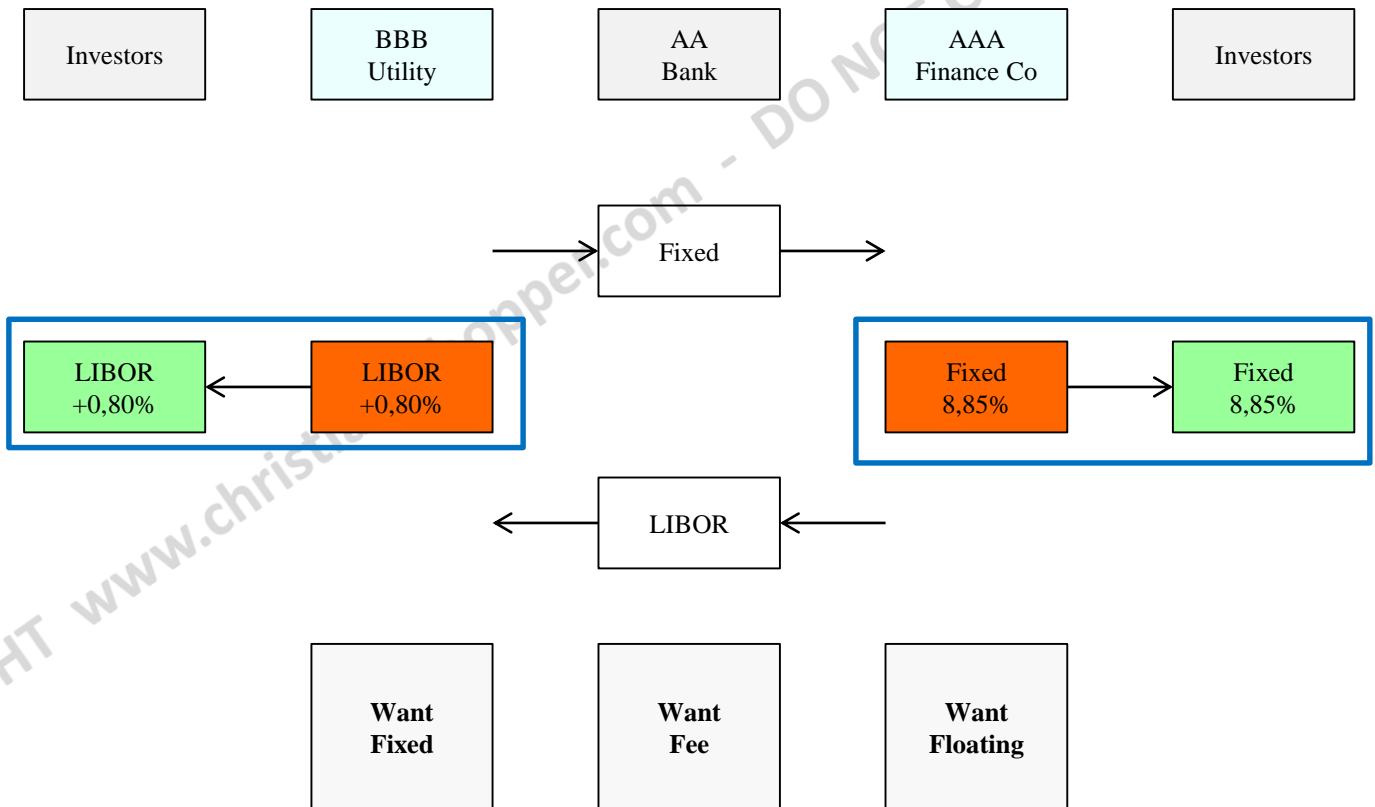 Investors
BBB
Utility
AA
Bank
AAA
Finance Co
Investors
Fixed
LIBOR
+0,80%
LIBOR
+0,80%
Fixed
8,85%
Fixed
8,85%
LIBOR
Want
Fixed
Want
Fee
Want
Floating